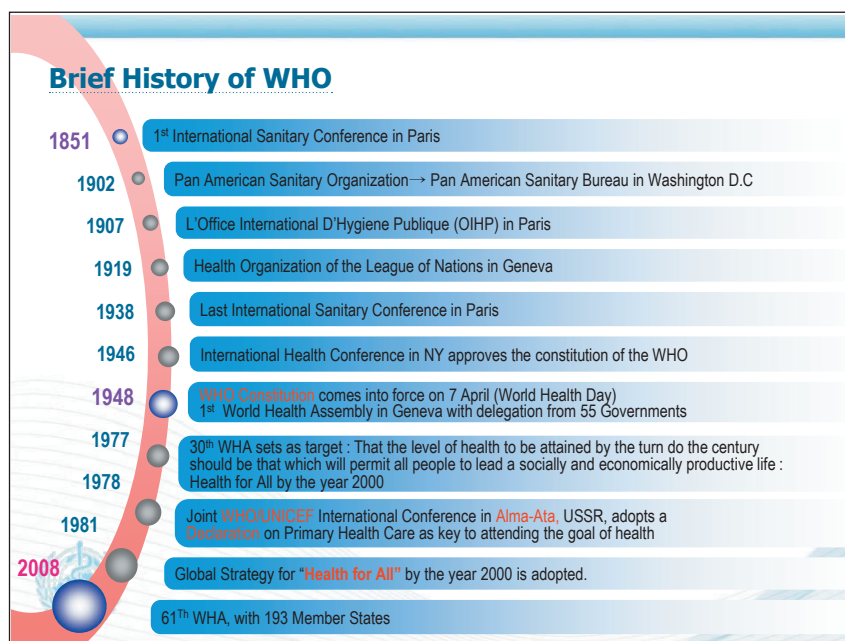 Brief History of WHO
1851
1st International Sanitary Conference in Paris
1902
Pan American Sanitary Organization→ Pan American Sanitary Bureau in Washington D.C
1907
L'Office International D'Hygiene Publique (OIHP) in Paris
1919
Health Organization of the League of Nations in Geneva
1938
Last International Sanitary Conference in Paris
1946
International Health Conference in NY approves the constitution of the WHO
1948
WHO Constitution comes into force on 7 April (World Health Day)
1st World Health Assembly in Geneva with delegation from 55 Governments
1977
30th WHA sets as target : That the level of health to be attained by the turn do the century
should be that which will permit all people to lead a socially and economically productive life :
Health for All by the year 2000
1978
Joint WHO/UNICEF International Conference in Alma-Ata, USSR, adopts a
Declaration on Primary Health Care as key to attending the goal of health
1981
Global Strategy for “Health for All” by the year 2000 is adopted.
2008
61Th WHA, with 193 Member States